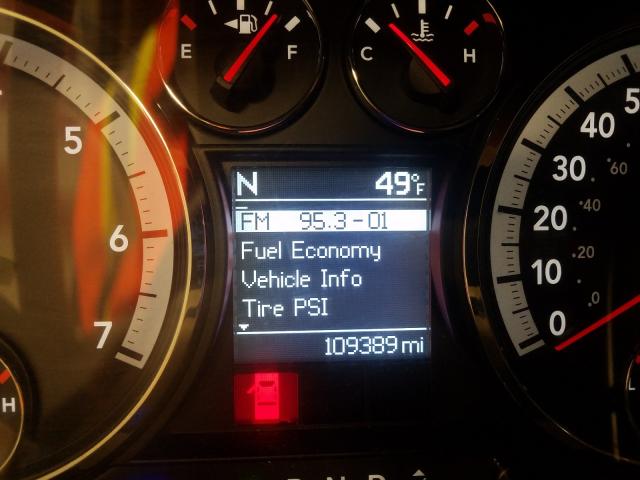 E F
C H
N 49°F
FM 95.3-01
Fuel Economy
Vehicle Info
Tire PSI
109389 mi
5
6
7
H
5
40
30
20
10
0
60
40
20
0
L